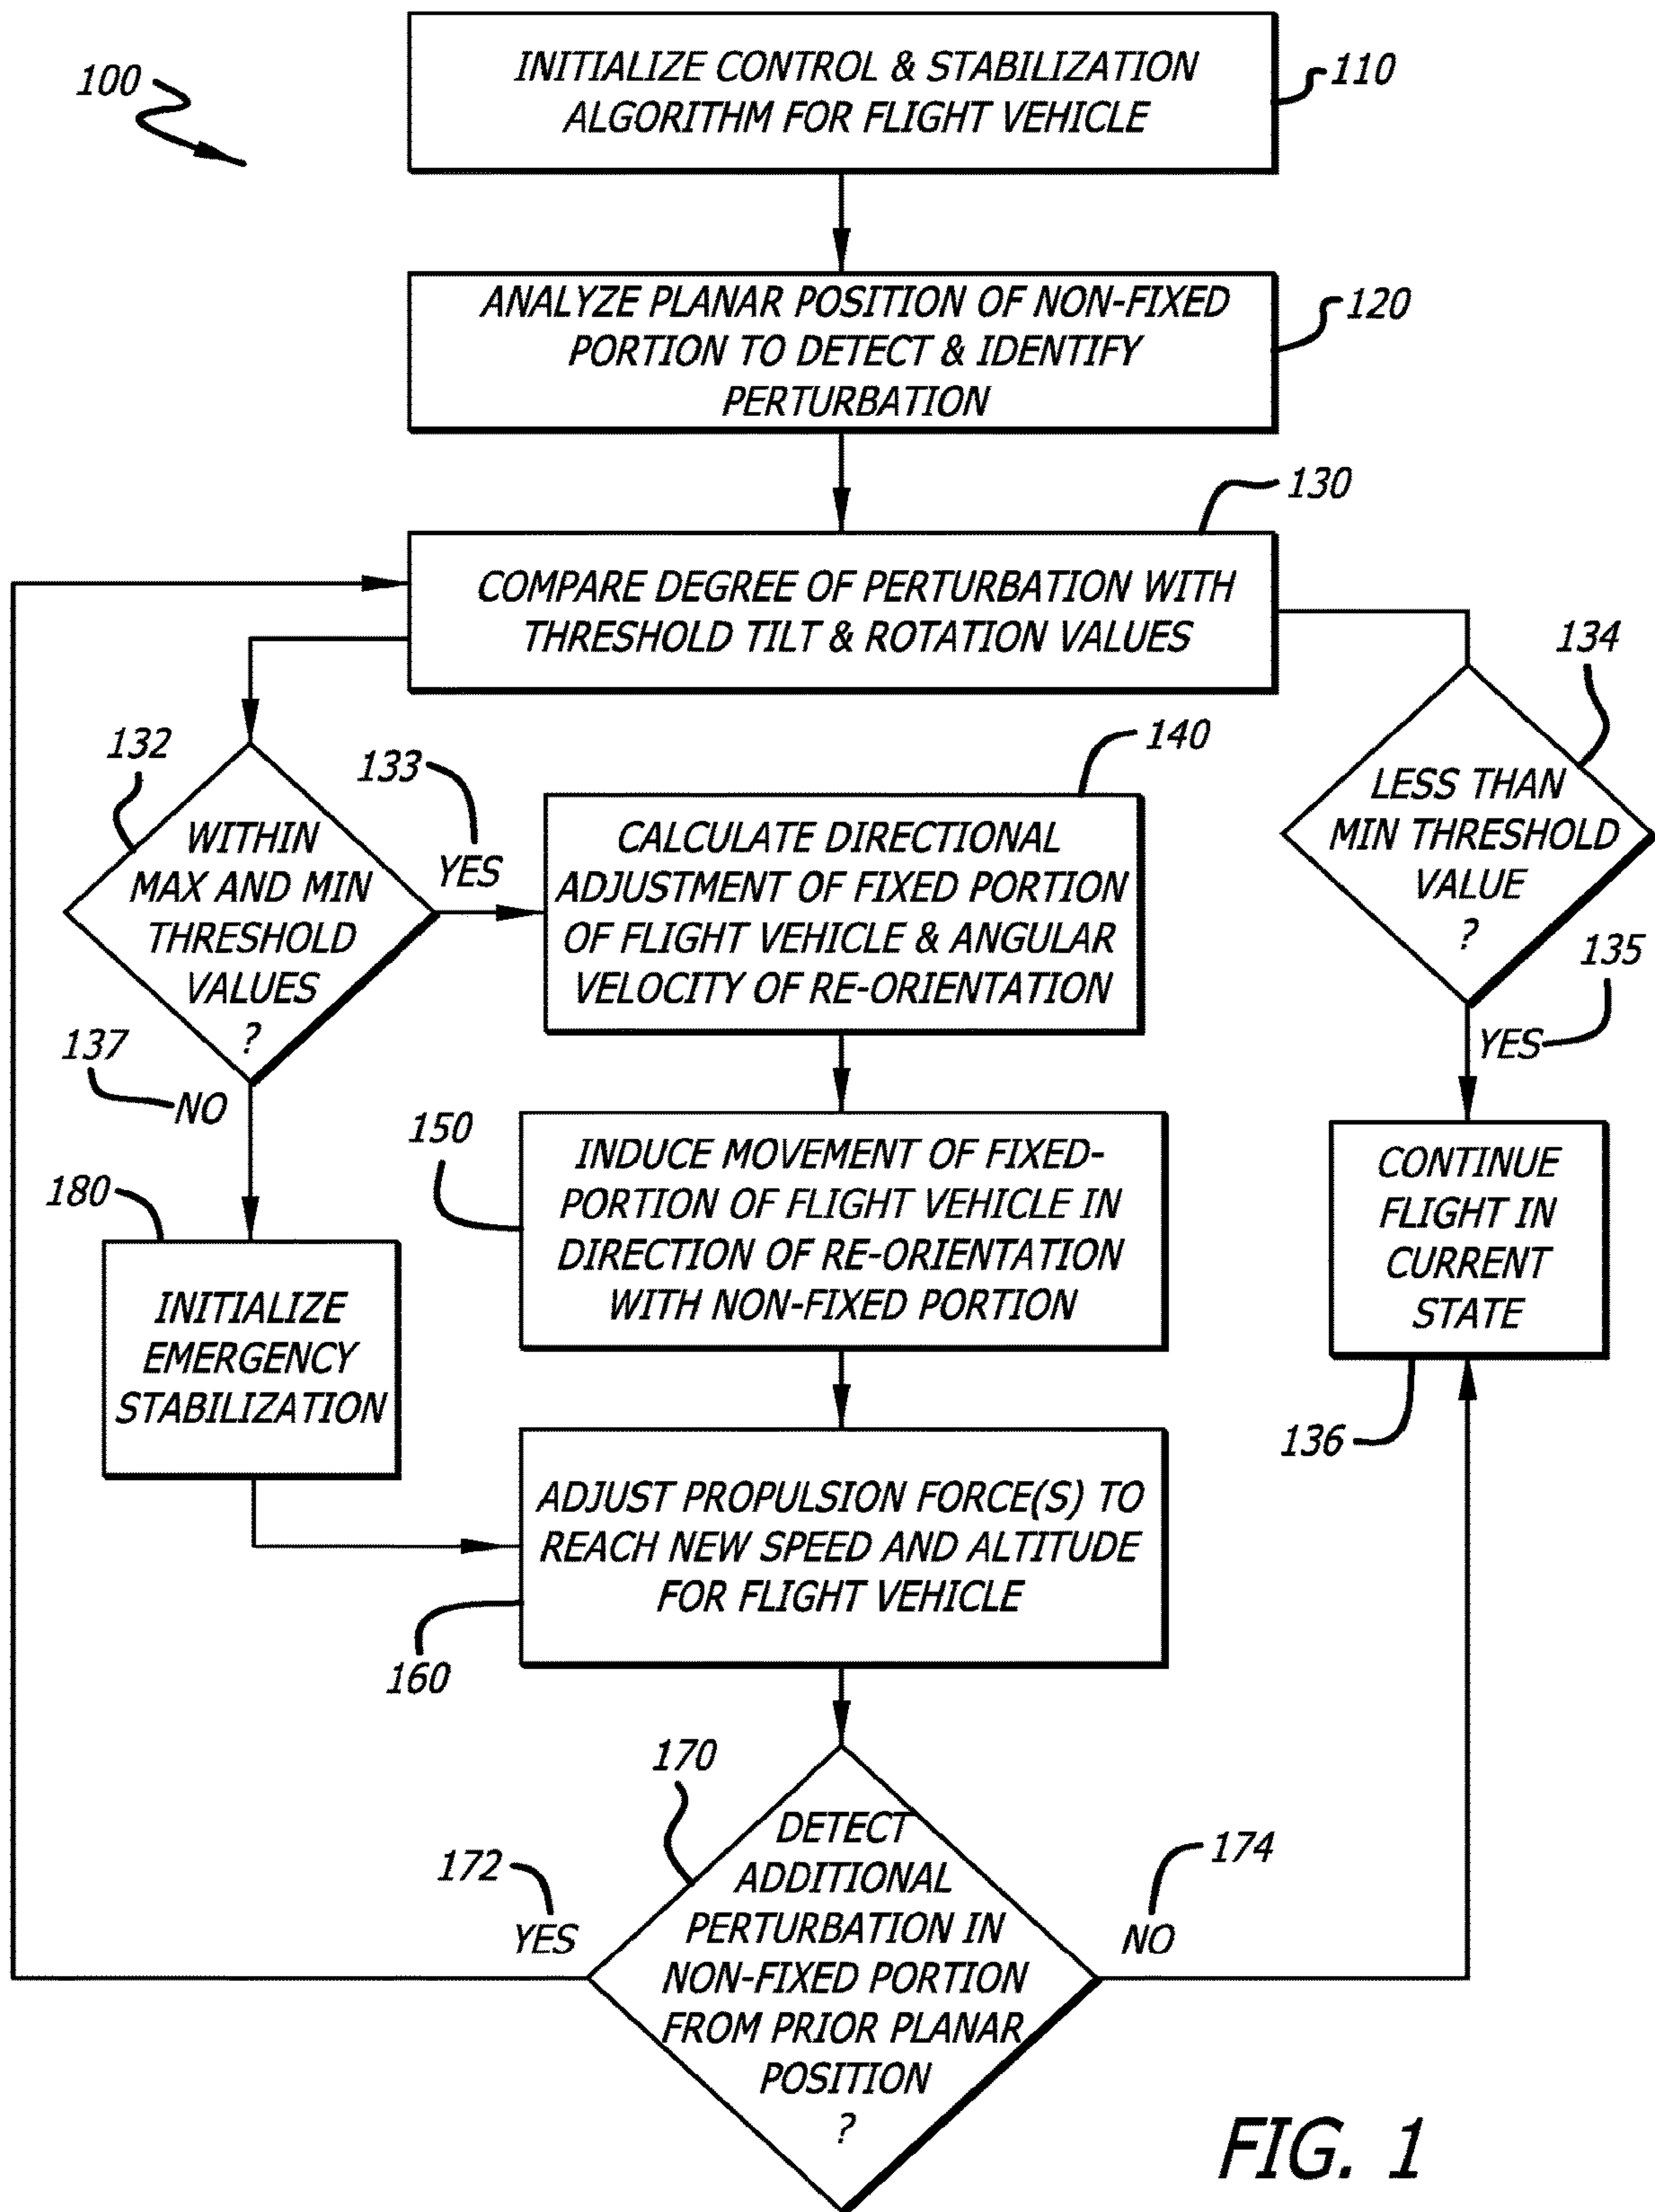 100
INITIALIZE CONTROL & STABILIZATION
ALGORITHM FOR FLIGHT VEHICLE
110
ANALYZE PLANAR POSITION OF NON-FIXED
PORTION TO DETECT & IDENTIFY
PERTURBATION
120
130
COMPARE DEGREE OF PERTURBATION WITH
THRESHOLD TILT & ROTATION VALUES
132
WITHIN
MAX AND MIN
THRESHOLD
VALUES
?
133
YES
140
CALCULATE DIRECTIONAL
ADJUSTMENT OF FIXED PORTION
OF FLIGHT VEHICLE & ANGULAR
VELOCITY OF RE-ORIENTATION
134
LESS THAN
MIN THRESHOLD
VALUE
?
135
YES
137
NO
150
INDUCE MOVEMENT OF FIXED-
PORTION OF FLIGHT VEHICLE IN
DIRECTION OF RE-ORIENTATION
WITH NON-FIXED PORTION
CONTINUE
FLIGHT IN
CURRENT
STATE
136
180
INITIALIZE
EMERGENCY
STABILIZATION
ADJUST PROPULSION FORCE(S) TO
REACH NEW SPEED AND ALTITUDE
FOR FLIGHT VEHICLE
160
170
DETECT
ADDITIONAL
PERTURBATION IN
NON-FIXED PORTION
FROM PRIOR PLANAR
POSITION
?
172
YES
174
NO
FIG. 1